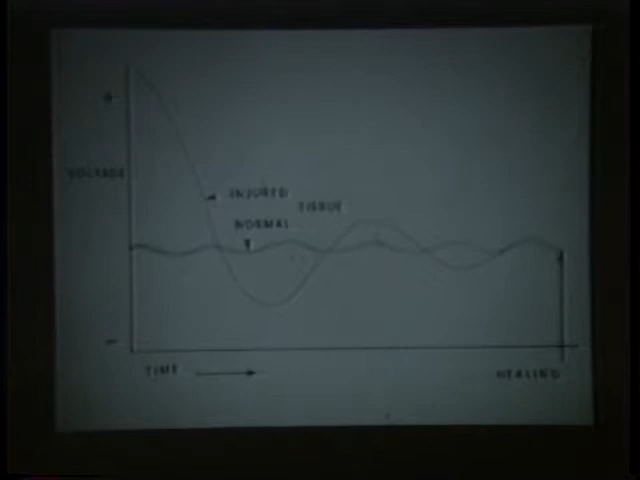 +
VOLTAGE
INJURED
TISSUE
NORMAL
−
TIME
HEALING